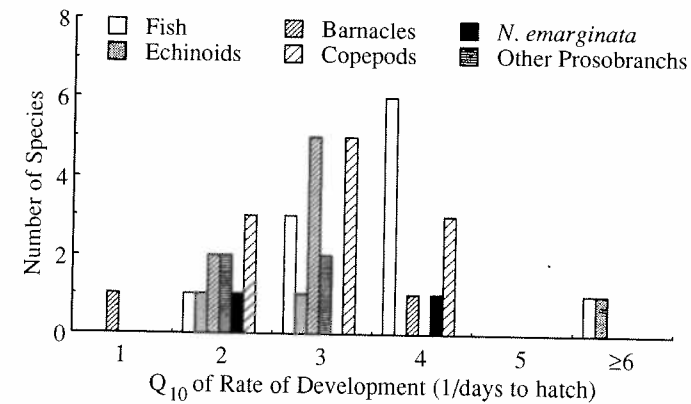 8
6
4
2
0
Number of Species
Fish
Barnacles
N. emarginata
Echinoids
Copepods
Other Prosobranchs
1 2 3 4 5 ≥6
Q10 of Rate of Development (1/days to hatch)